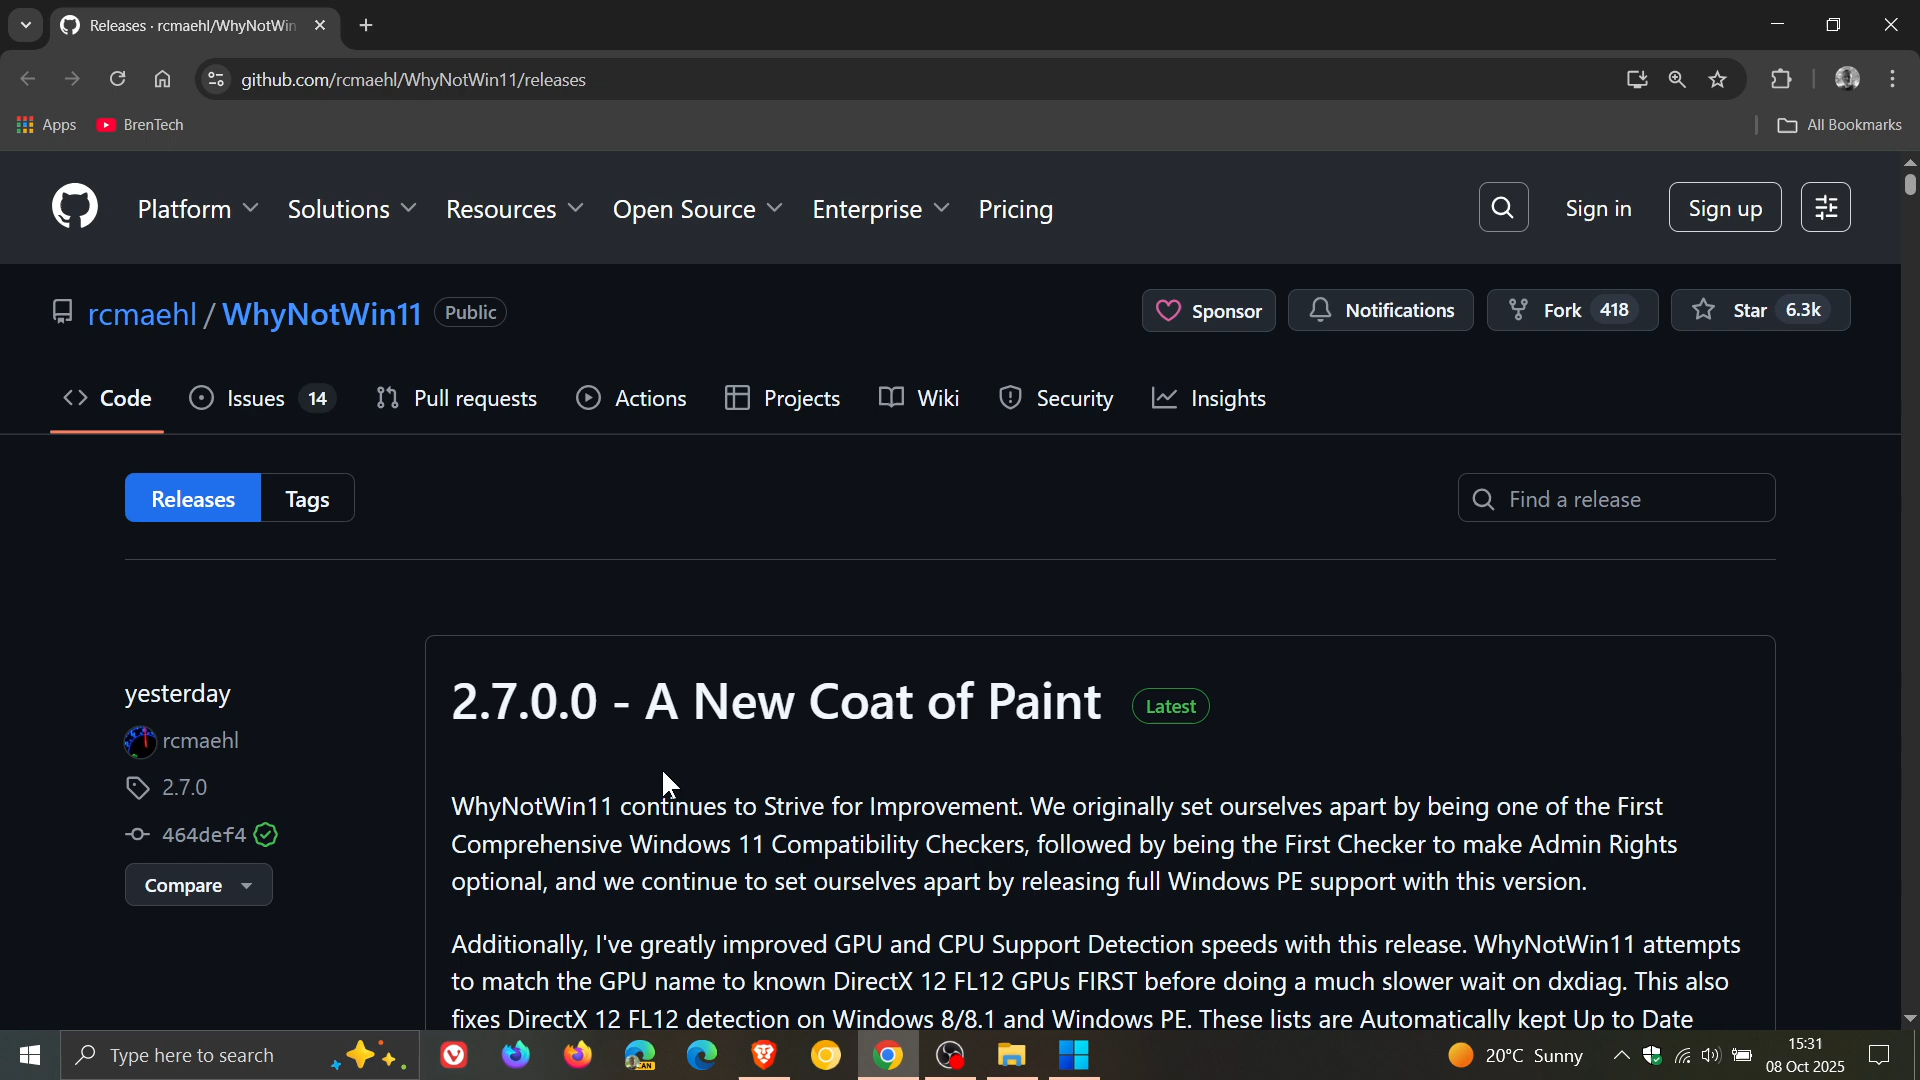 Releases · rcmaehl/WhyNotWin
github.com/rcmaehl/WhyNotWin11/releases
Apps BrenTech All Bookmarks
Platform Solutions Resources Open Source Enterprise Pricing Sign in Sign up
rcmaehl / WhyNotWin11 Public Sponsor Notifications Fork 418 Star 6.3k
Code Issues 14 Pull requests Actions Projects Wiki Security Insights
Releases Tags Find a release
yesterday
rcmaehl
2.7.0
464def4
Compare
2.7.0.0 - A New Coat of Paint Latest
WhyNotWin11 continues to Strive for Improvement. We originally set ourselves apart by being one of the First
Comprehensive Windows 11 Compatibility Checkers, followed by being the First Checker to make Admin Rights
optional, and we continue to set ourselves apart by releasing full Windows PE support with this version.
Additionally, I've greatly improved GPU and CPU Support Detection speeds with this release. WhyNotWin11 attempts
to match the GPU name to known DirectX 12 FL12 GPUs FIRST before doing a much slower wait on dxdiag. This also
fixes DirectX 12 FL12 detection on Windows 8/8.1 and Windows PE. These lists are Automatically kept Up to Date
Type here to search CAN 20°C Sunny 15:31
08 Oct 2025